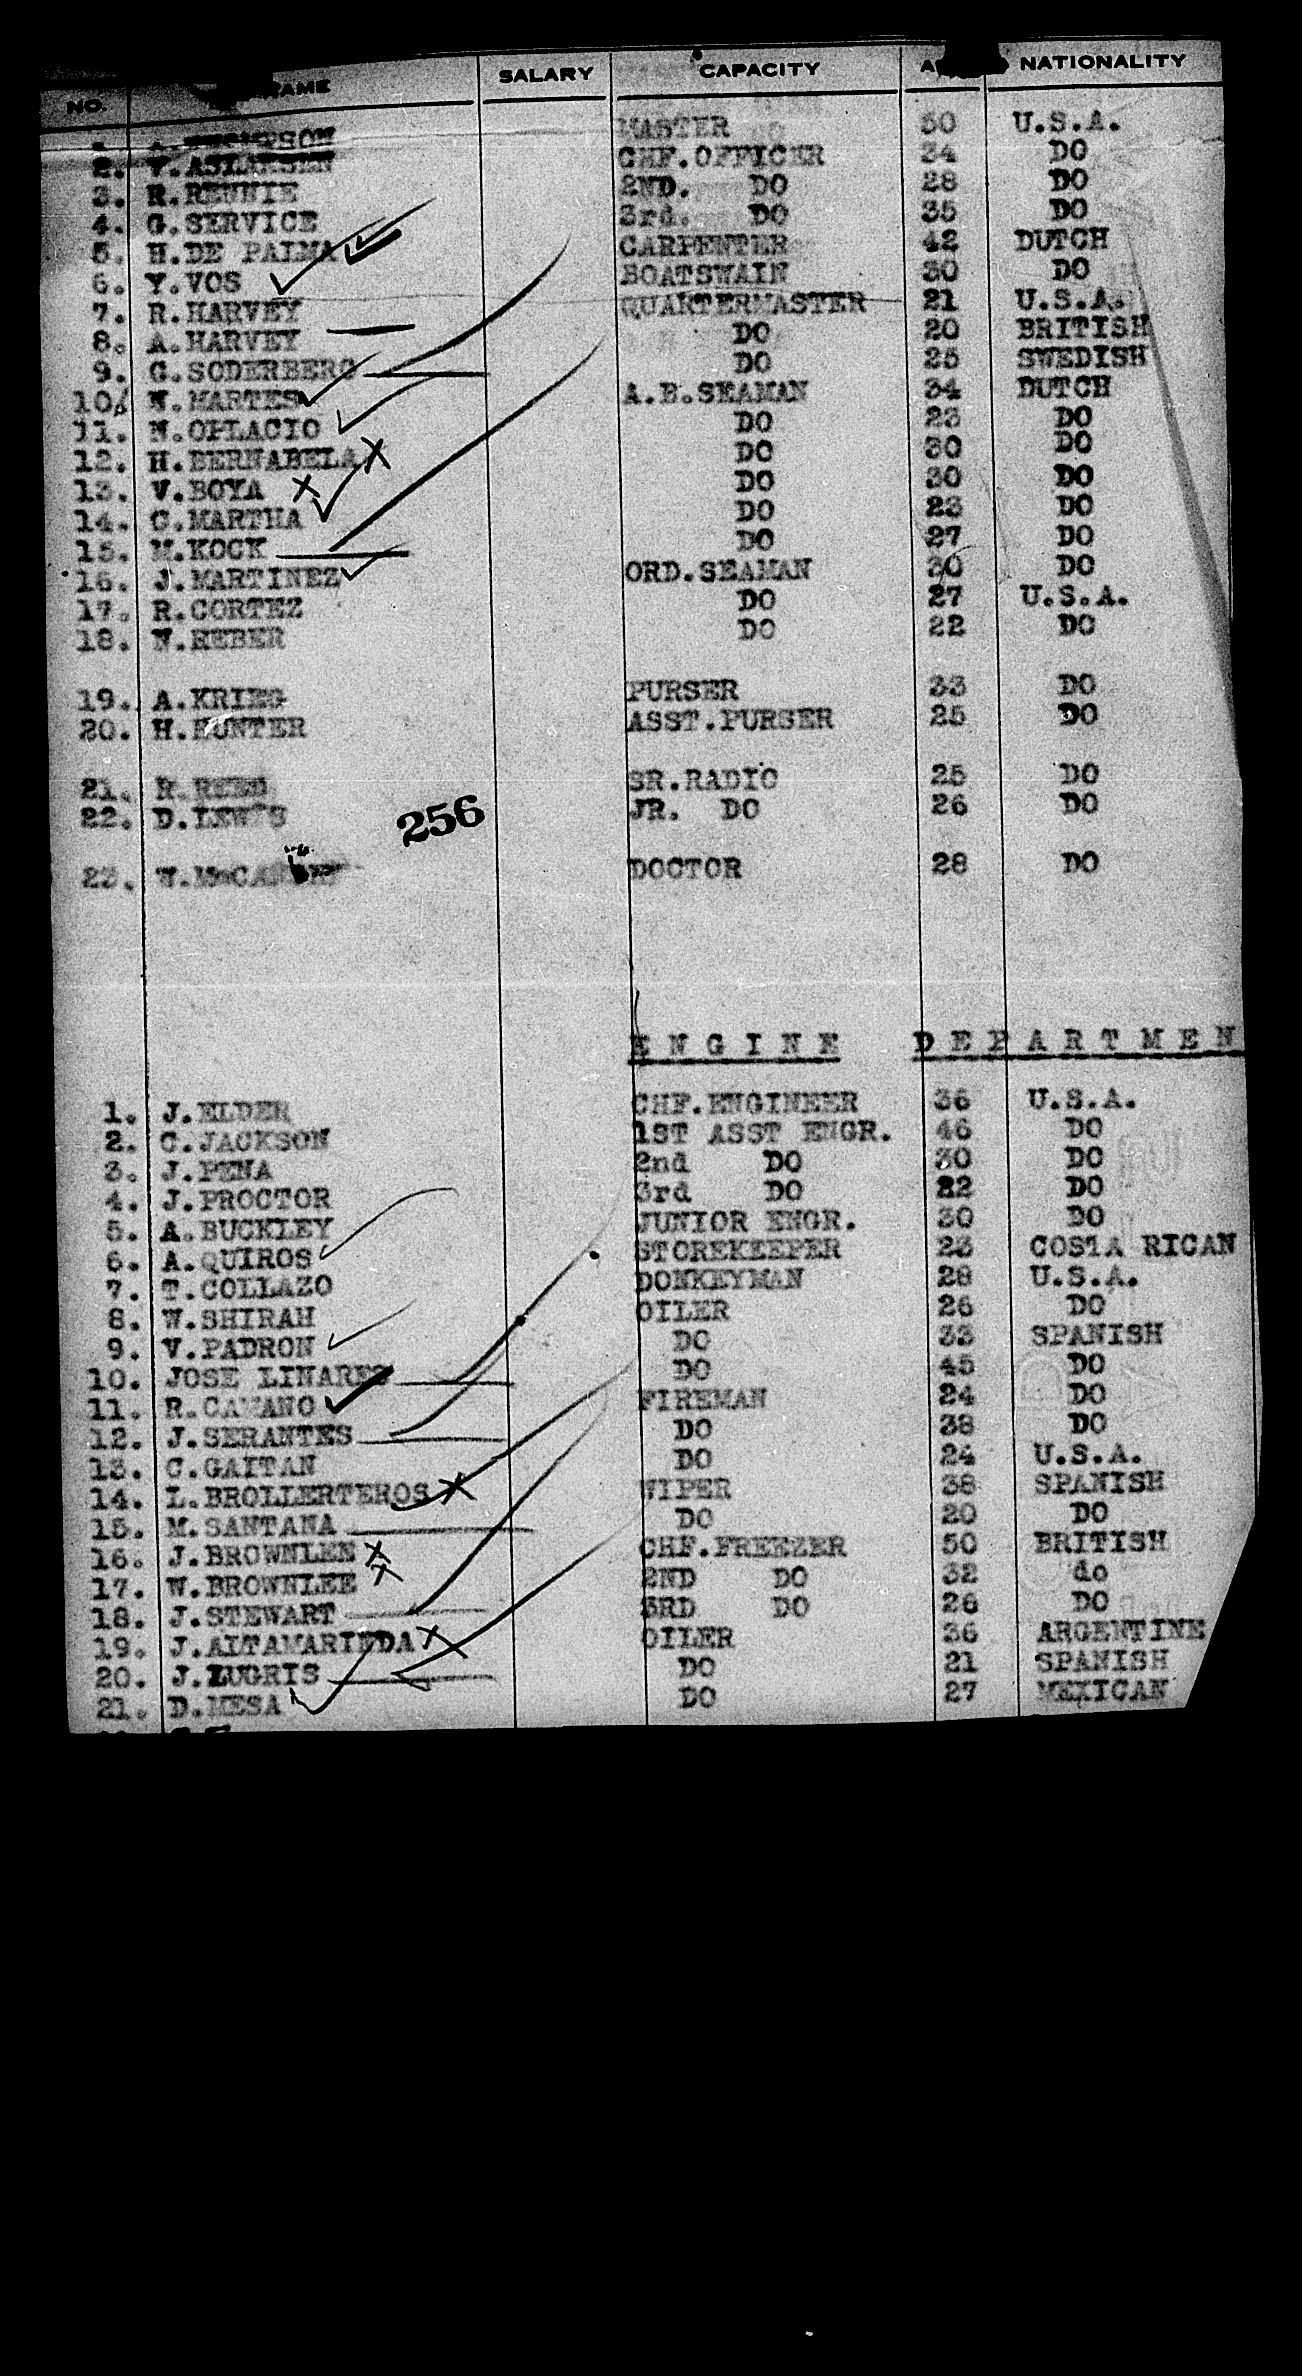 NO. NAME SALARY CAPACITY NATIONALITY
MASTER 50 U.S.A.
2. CHF.OFFICER 34 DO
3. R.RENNIE 2ND. DO 28 DO
4. G.SERVICE 3rd. DO 35 DO
5. H.DE PALMA CARPENTER 42 DUTCH
6. Y.VOS BOATSWAIN 30 DO
7. R.HARVEY QUARTERMASTER 21 U.S.A.
8. A.HARVEY DO 20 BRITISH
9. G.SODERBERG DO 25 SWEDISH
10. W.MARTES A.B.SEAMAN 34 DUTCH
11. N.OPLACIO DO 23 DO
12. H.BERNABELA X DO 30 DO
13. V.BOYA X DO 30 DO
14. C.MARTHA DO 23 DO
15. M.KOCK DO 27 DO
16. J.MARTINEZ ORD.SEAMAN 30 DO
17. R.CORTEZ DO 27 U.S.A.
18. N.REBER DO 22 DO
19. A.KRIEG PURSER 33 DO
20. H.HUNTER ASST.PURSER 25 DO
21. R.REED SR.RADIO 25 DO
22. D.LEWIS JR. DO 26 DO
256
23. DOCTOR 28 DO
ENGINE DEPARTMEN
1. J.ELDER CHF.ENGINEER 36 U.S.A.
2. C.JACKSON 1ST ASST ENGR. 46 DO
3. J.PENA 2nd DO 30 DO
4. J.PROCTOR 3rd DO 22 DO
5. A.BUCKLEY JUNIOR ENGR. 30 DO
6. A.QUIROS STOREKEEPER 23 COSTA RICAN
7. T.COLLAZO DONKEYMAN 28 U.S.A.
8. W.SHIRAH OILER 26 DO
9. V.PADRON DO 33 SPANISH
10. JOSE LINARES DO 45 DO
11. R.CAMANO FIREMAN 24 DO
12. J.SERANTES DO 38 DO
13. C.GAITAN DO 24 U.S.A.
14. L.BROLLERTEROS X WIPER 38 SPANISH
15. M.SANTANA DO 20 DO
16. J.BROWNLEE X CHF.FREEZER 50 BRITISH
17. W.BROWNLEE X 2ND DO 32 do
18. J.STEWART 3RD DO 26 DO
19. J.ALTAMARIEDA X OILER 36 ARGENTINE
20. J.LUGRIS DO 21 SPANISH
21. D.MESA DO 27 MEXICAN